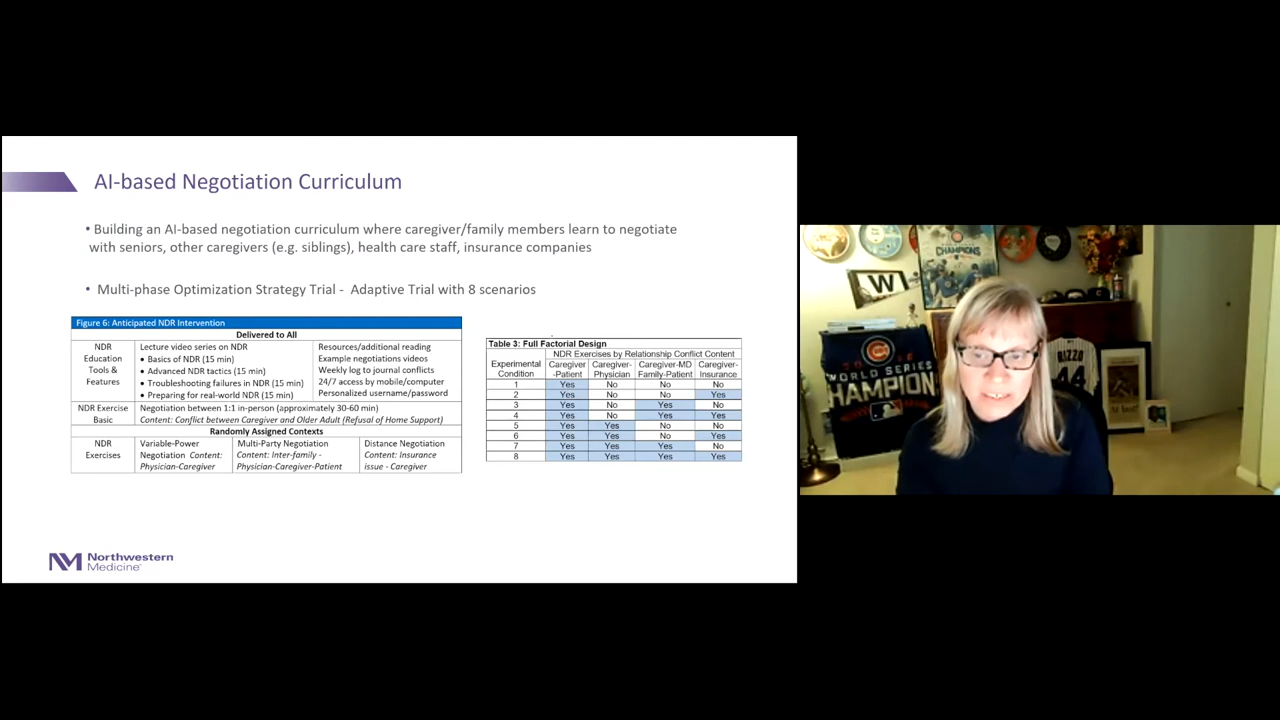 AI-based Negotiation Curriculum
• Building an AI-based negotiation curriculum where caregiver/family members learn to negotiate
with seniors, other caregivers (e.g. siblings), health care staff, insurance companies
• Multi-phase Optimization Strategy Trial - Adaptive Trial with 8 scenarios
Figure 6: Anticipated NDR Intervention
Delivered to All
NDR Lecture video series on NDR Resources/additional reading
Education • Basics of NDR (15 min) Example negotiations videos
Tools & • Advanced NDR tactics (15 min) Weekly log to journal conflicts
Features • Troubleshooting failures in NDR (15 min) 24/7 access by mobile/computer
• Preparing for real-world NDR (15 min) Personalized username/password
NDR Exercise Negotiation between 1:1 in-person (approximately 30-60 min)
Basic Content: Conflict between Caregiver and Older Adult (Refusal of Home Support)
Randomly Assigned Contexts
NDR Variable-Power Multi-Party Negotiation Distance Negotiation
Exercises Negotiation Content: Content: Inter-family - Content: Insurance
Physician-Caregiver Physician-Caregiver-Patient issue - Caregiver
Table 3: Full Factorial Design
NDR Exercises by Relationship Conflict Content
Experimental Caregiver Caregiver- Caregiver-MD Caregiver-
Condition -Patient Physician Family-Patient Insurance
1 Yes No No No
2 Yes No No Yes
3 Yes No Yes No
4 Yes No Yes Yes
5 Yes Yes No No
6 Yes Yes No Yes
7 Yes Yes Yes No
8 Yes Yes Yes Yes
NM Northwestern
Medicine
CHAMPIONS
W
WORLD SERIES
CHAMPION
RIZZO
44